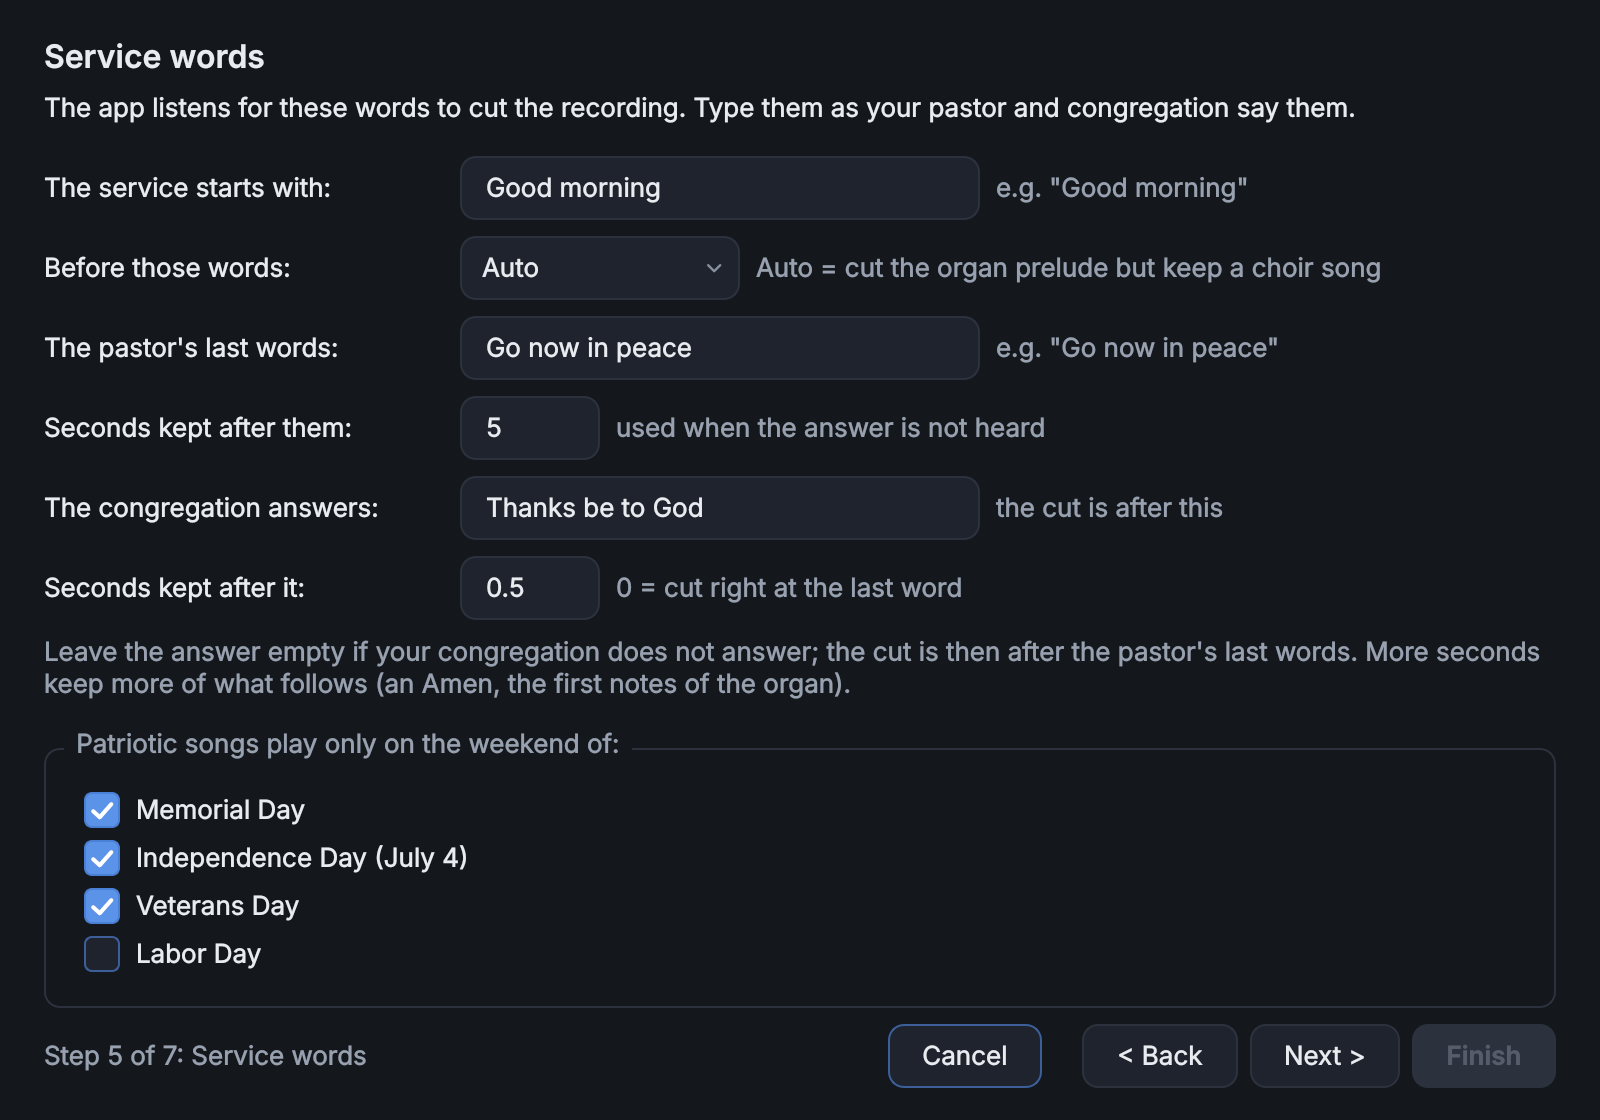 Service words
The app listens for these words to cut the recording. Type them as your pastor and congregation say them.
The service starts with: Good morning e.g. "Good morning"
Before those words: Auto Auto = cut the organ prelude but keep a choir song
The pastor's last words: Go now in peace e.g. "Go now in peace"
Seconds kept after them: 5 used when the answer is not heard
The congregation answers: Thanks be to God the cut is after this
Seconds kept after it: 0.5 0 = cut right at the last word
Leave the answer empty if your congregation does not answer; the cut is then after the pastor's last words. More seconds
keep more of what follows (an Amen, the first notes of the organ).
Patriotic songs play only on the weekend of:
Memorial Day
Independence Day (July 4)
Veterans Day
Labor Day
Step 5 of 7: Service words Cancel < Back Next > Finish